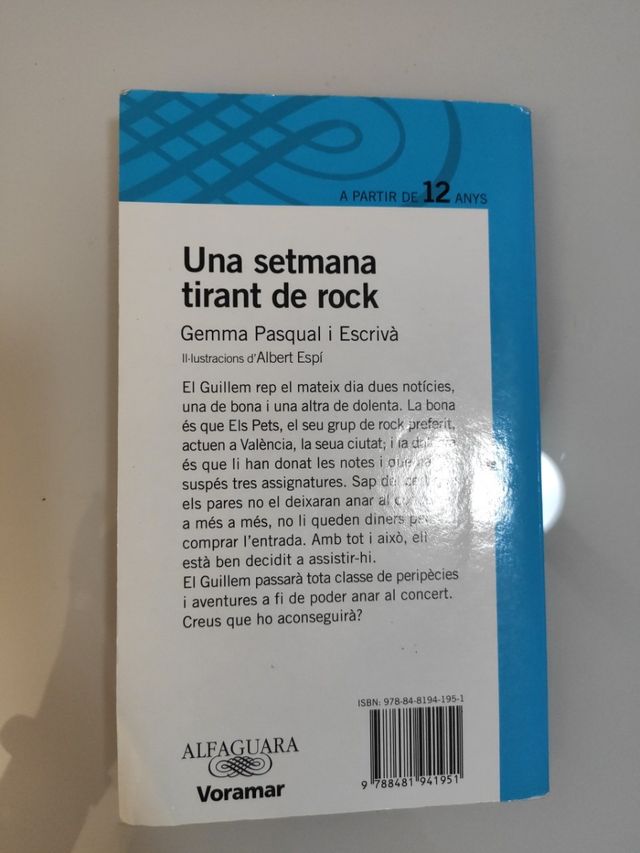 A PARTIR DE 12 ANYS
Una setmana
tirant de rock
Gemma Pasqual i Escrivà
Il·lustracions d'Albert Espí
El Guillem rep el mateix dia dues notícies,
una de bona i una altra de dolenta. La bona
és que Els Pets, el seu grup de rock preferit,
actuen a València, la seua ciutat; i la
és que li han donat les notes i que
suspés tres assignatures. Sap
els pares no el deixaran anar al
a més a més, no li queden diners
comprar l'entrada. Amb tot i això, ell
està ben decidit a assistir-hi.
El Guillem passarà tota classe de peripècies
i aventures a fi de poder anar al concert.
Creus que ho aconseguirà?
ISBN: 978-84-8194-195-1
9 788481 941951
ALFAGUARA
Voramar